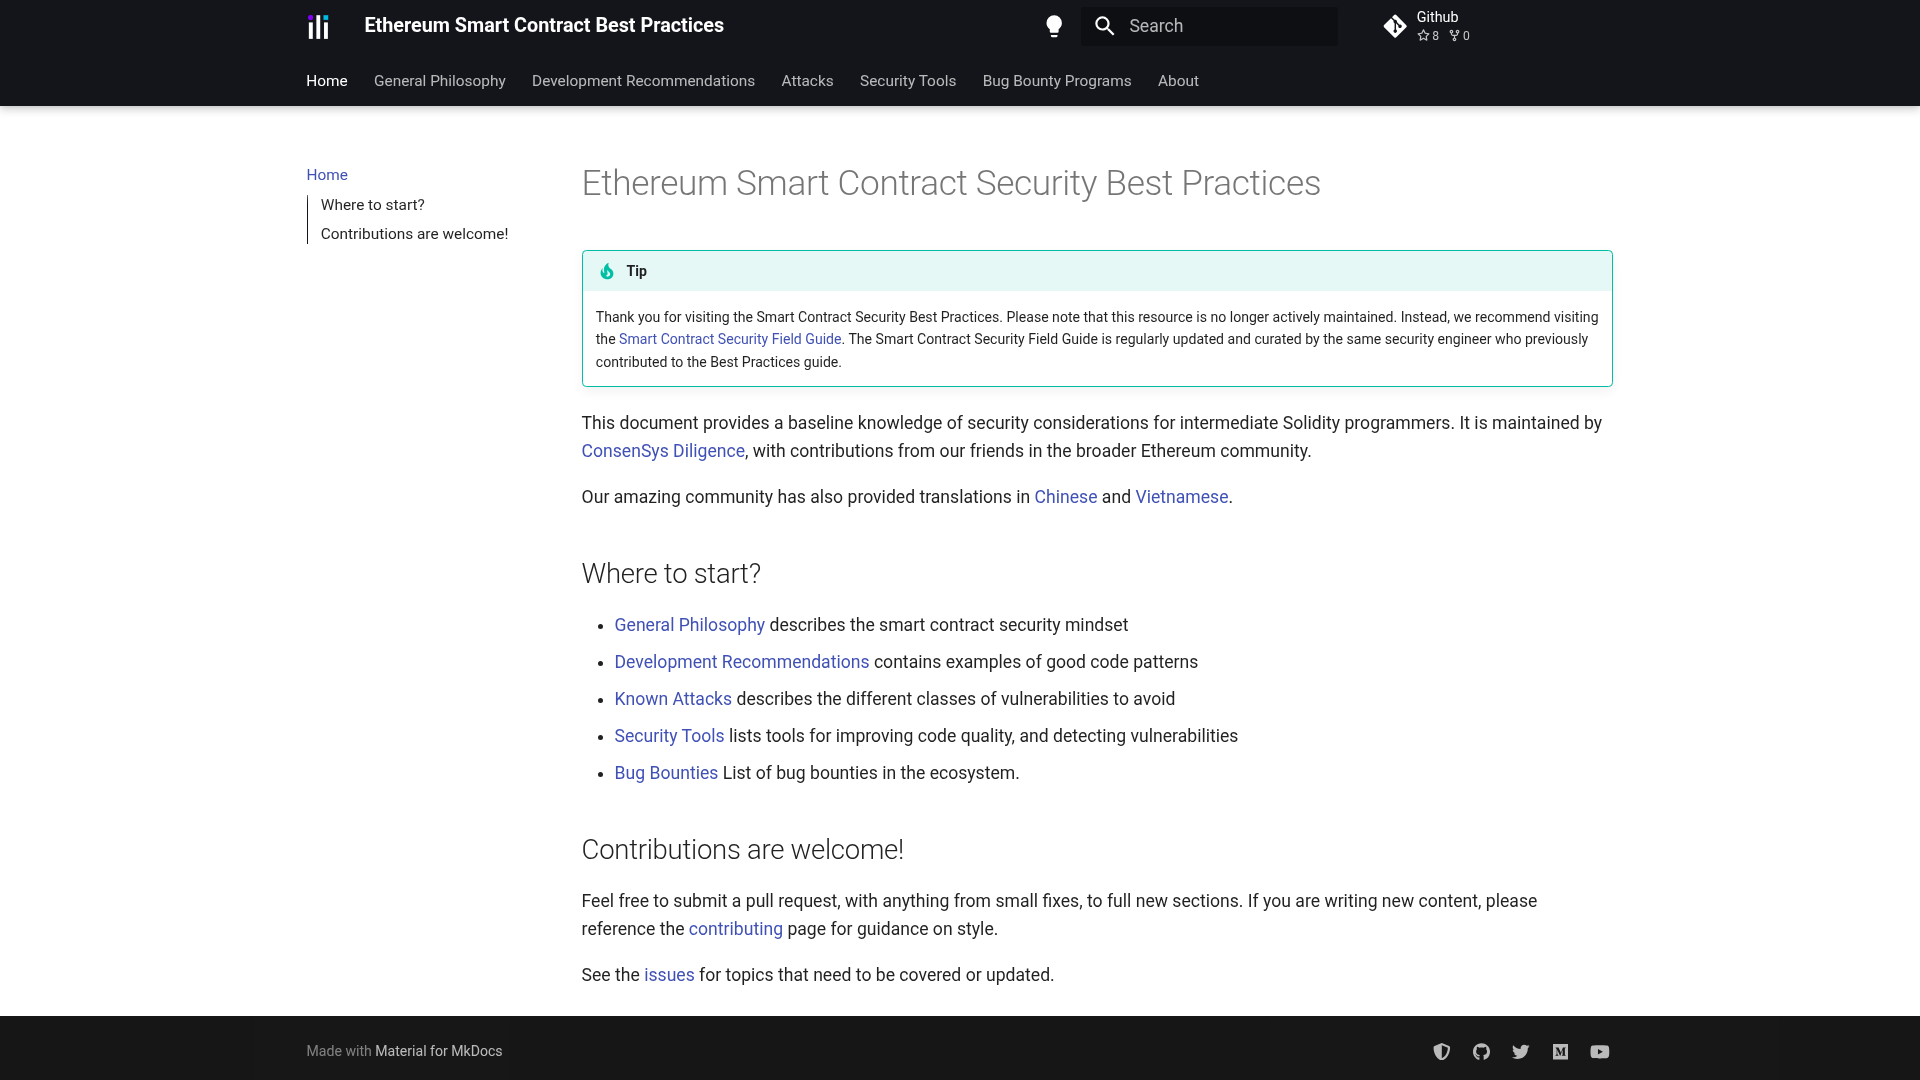 Ethereum Smart Contract Best Practices
Search
Github
8 0
Home General Philosophy Development Recommendations Attacks Security Tools Bug Bounty Programs About
Home
Where to start?
Contributions are welcome!
Ethereum Smart Contract Security Best Practices
Tip
Thank you for visiting the Smart Contract Security Best Practices. Please note that this resource is no longer actively maintained. Instead, we recommend visiting
the Smart Contract Security Field Guide. The Smart Contract Security Field Guide is regularly updated and curated by the same security engineer who previously
contributed to the Best Practices guide.
This document provides a baseline knowledge of security considerations for intermediate Solidity programmers. It is maintained by
ConsenSys Diligence, with contributions from our friends in the broader Ethereum community.
Our amazing community has also provided translations in Chinese and Vietnamese.
Where to start?
General Philosophy describes the smart contract security mindset
Development Recommendations contains examples of good code patterns
Known Attacks describes the different classes of vulnerabilities to avoid
Security Tools lists tools for improving code quality, and detecting vulnerabilities
Bug Bounties List of bug bounties in the ecosystem.
Contributions are welcome!
Feel free to submit a pull request, with anything from small fixes, to full new sections. If you are writing new content, please
reference the contributing page for guidance on style.
See the issues for topics that need to be covered or updated.
Made with Material for MkDocs